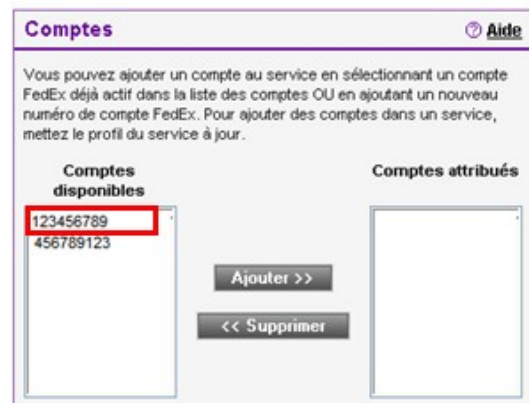 Comptes
Aide
Vous pouvez ajouter un compte au service en sélectionnant un compte
FedEx déjà actif dans la liste des comptes OU en ajoutant un nouveau
numéro de compte FedEx. Pour ajouter des comptes dans un service,
mettez le profil du service à jour.
Comptes
disponibles
Comptes attribués
123456789
456789123
Ajouter >>
<< Supprimer